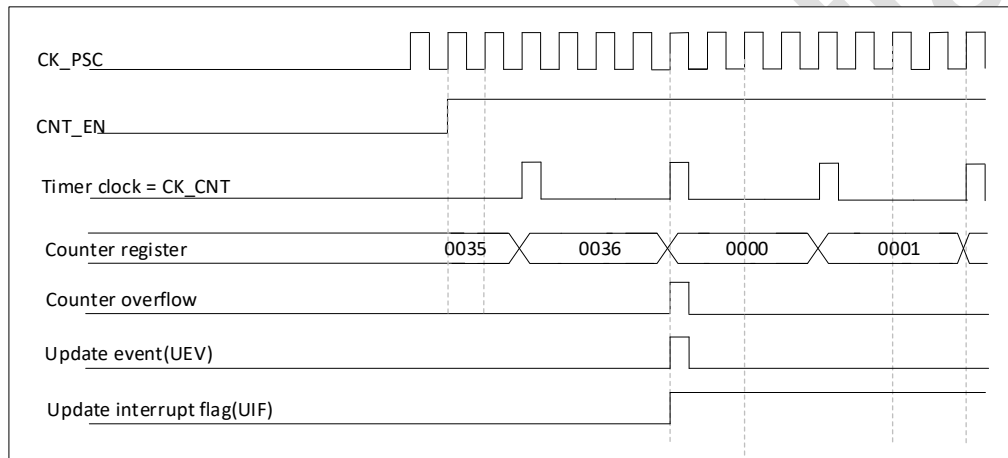 CK_PSC
CNT_EN
Timer clock = CK_CNT
Counter register 0035 0036 0000 0001
Counter overflow
Update event(UEV)
Update interrupt flag(UIF)